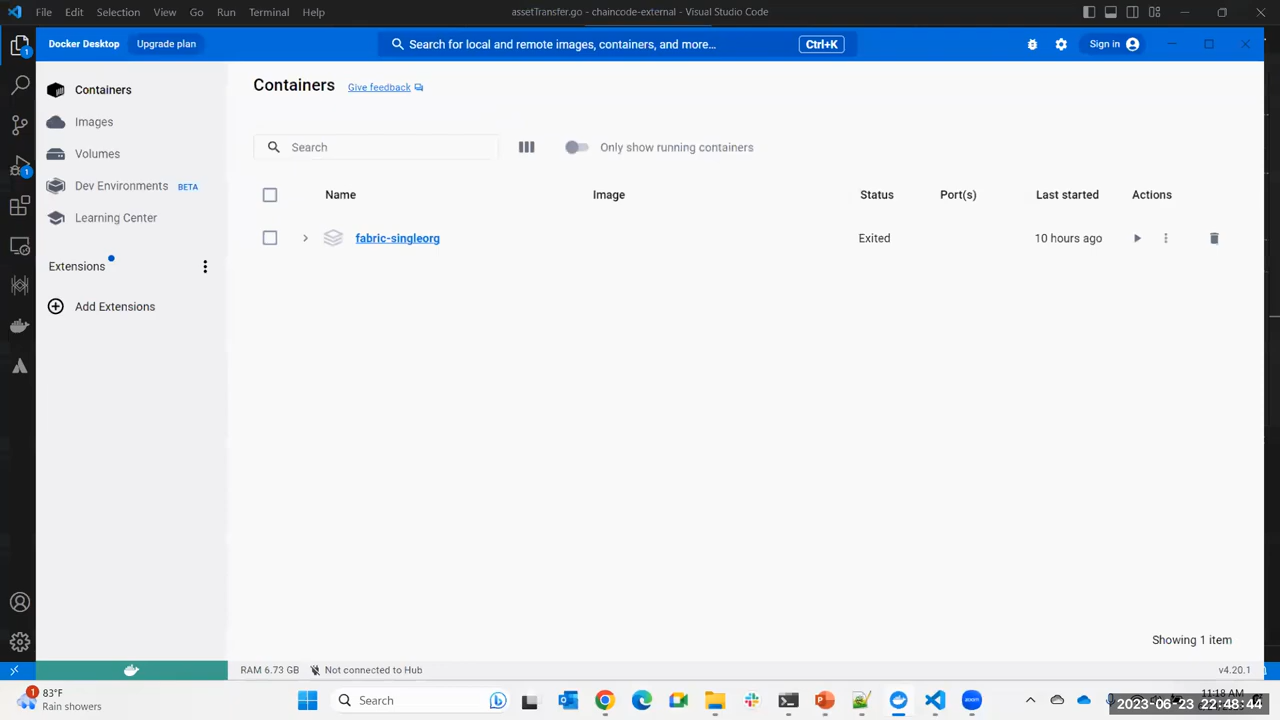 File Edit Selection View Go Run Terminal Help assetTransfer.go - chaincode-external - Visual Studio Code
Docker Desktop Upgrade plan Search for local and remote images, containers, and more... Ctrl+K Sign in
1
Containers
Containers Give feedback
Images
Search Only show running containers
Volumes
1
Dev Environments BETA
Name Image Status Port(s) Last started Actions
Learning Center
fabric-singleorg Exited 10 hours ago
Extensions
Add Extensions
Showing 1 item
RAM 6.73 GB Not connected to Hub v4.20.1
1
83°F
Rain showers
Search
zoom
11:18 AM
2023-06-23 22:48:44